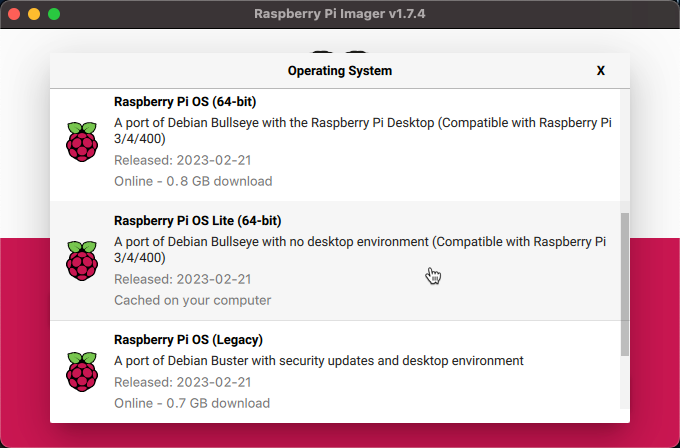 Raspberry Pi Imager v1.7.4
Operating System
X
Raspberry Pi OS (64-bit)
A port of Debian Bullseye with the Raspberry Pi Desktop (Compatible with Raspberry Pi
3/4/400)
Released: 2023-02-21
Online - 0.8 GB download
Raspberry Pi OS Lite (64-bit)
A port of Debian Bullseye with no desktop environment (Compatible with Raspberry Pi
3/4/400)
Released: 2023-02-21
Cached on your computer
Raspberry Pi OS (Legacy)
A port of Debian Buster with security updates and desktop environment
Released: 2023-02-21
Online - 0.7 GB download